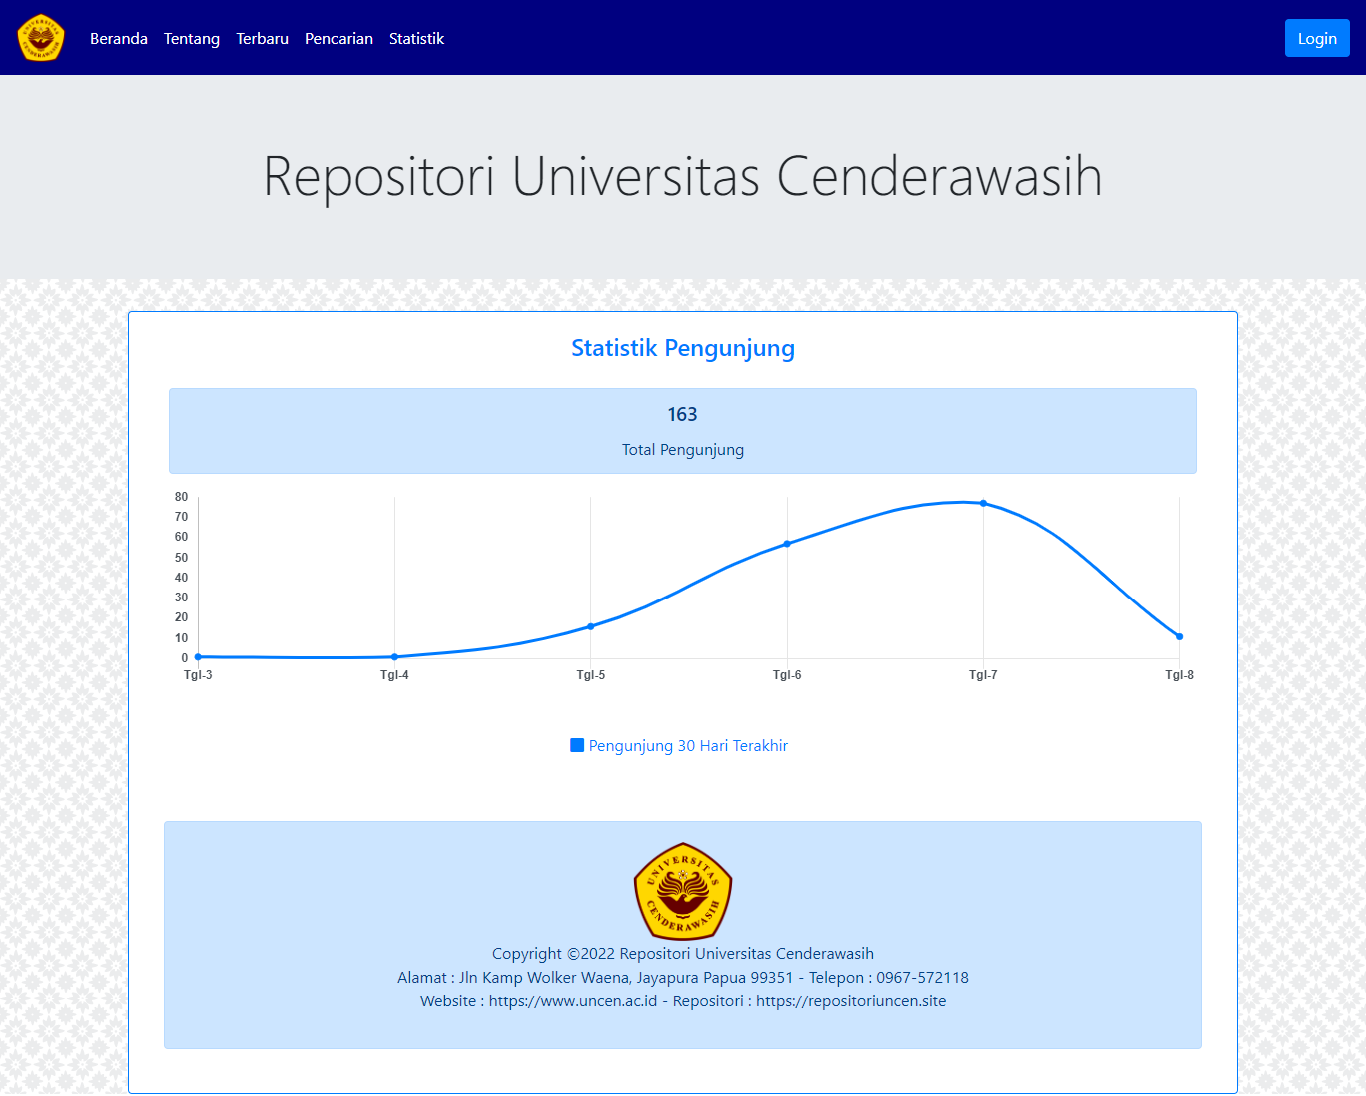 UNIVERSITAS CENDERAWASIH
Beranda Tentang Terbaru Pencarian Statistik Login
Repositori Universitas Cenderawasih
Statistik Pengunjung
163
Total Pengunjung
80
70
60
50
40
30
20
10
0
Tgl-3 Tgl-4 Tgl-5 Tgl-6 Tgl-7 Tgl-8
Pengunjung 30 Hari Terakhir
UNIVERSITAS
CENDERAWASIH
Copyright ©2022 Repositori Universitas Cenderawasih
Alamat : Jln Kamp Wolker Waena, Jayapura Papua 99351 - Telepon : 0967-572118
Website : https://www.uncen.ac.id - Repositori : https://repositoriuncen.site